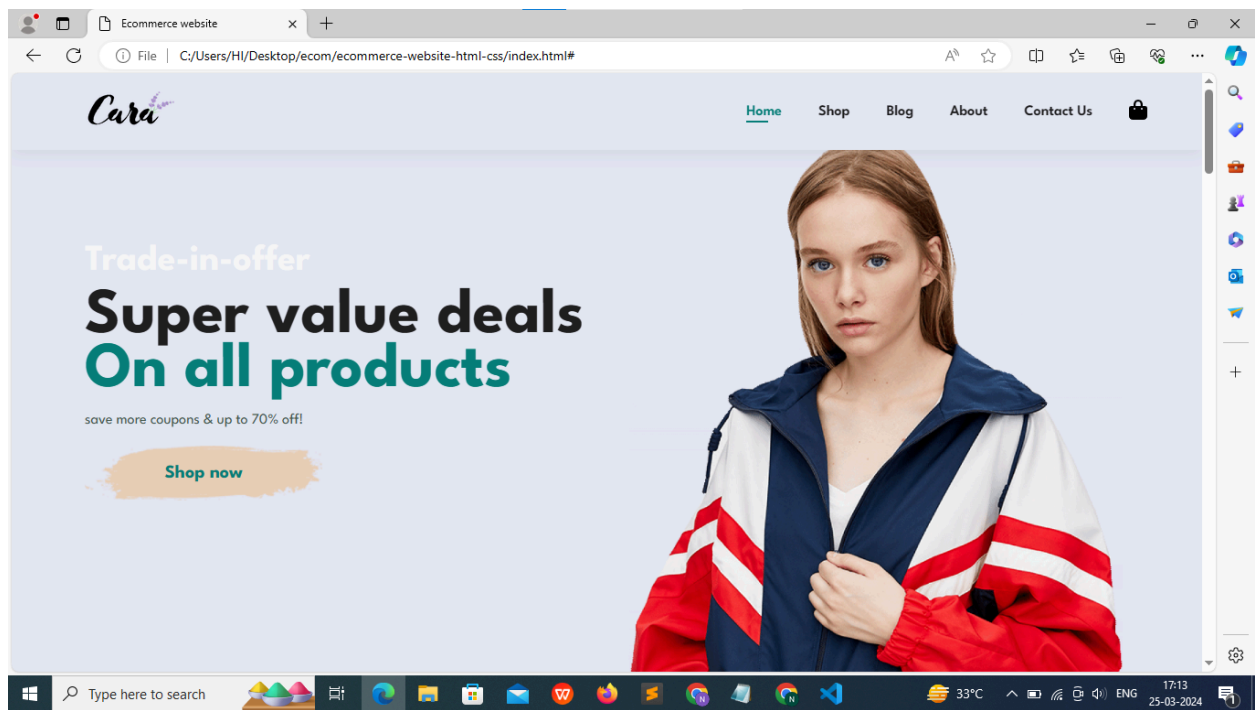 Ecommerce website
File
C:/Users/HI/Desktop/ecom/ecommerce-website-html-css/index.html#
Cara
Home Shop Blog About Contact Us
Trade-in-offer
Super value deals
On all products
save more coupons & up to 70% off!
Shop now
Type here to search
33°C
ENG
17:13
25-03-2024
1